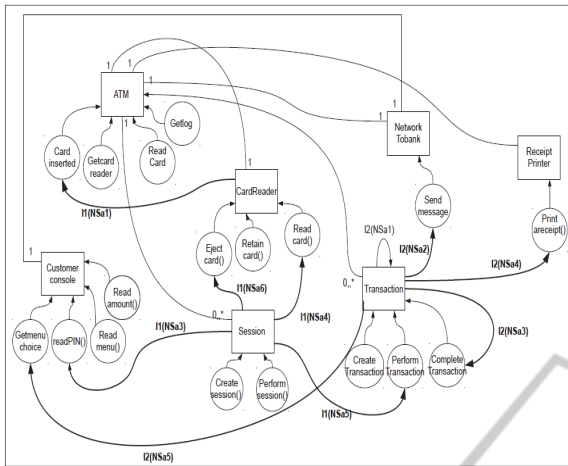 1
1
1
1
1
ATM
Getlog
Card
inserted
Getcard
reader
Read
Card
Network
Tobank
Receipt
Printer
1
CardReader
I1(NSa1)
Send
message
Print
areceipt()
I2(NSa1)
I2(NSa2)
I2(NSa4)
Eject
card()
Retain
card()
Read
card()
1
Customer
console
Read
amount()
I1(NSa6)
0,,*
Transaction
I1(NSa3)
0,,*
I1(NSa4)
Session
I2(NSa3)
Getmenu
choice
readPIN()
Read
menu()
Create
session()
Perform
session()
Create
Transaction
Perform
Transaction
Complete
Transaction
I1(NSa5)
I2(NSa5)